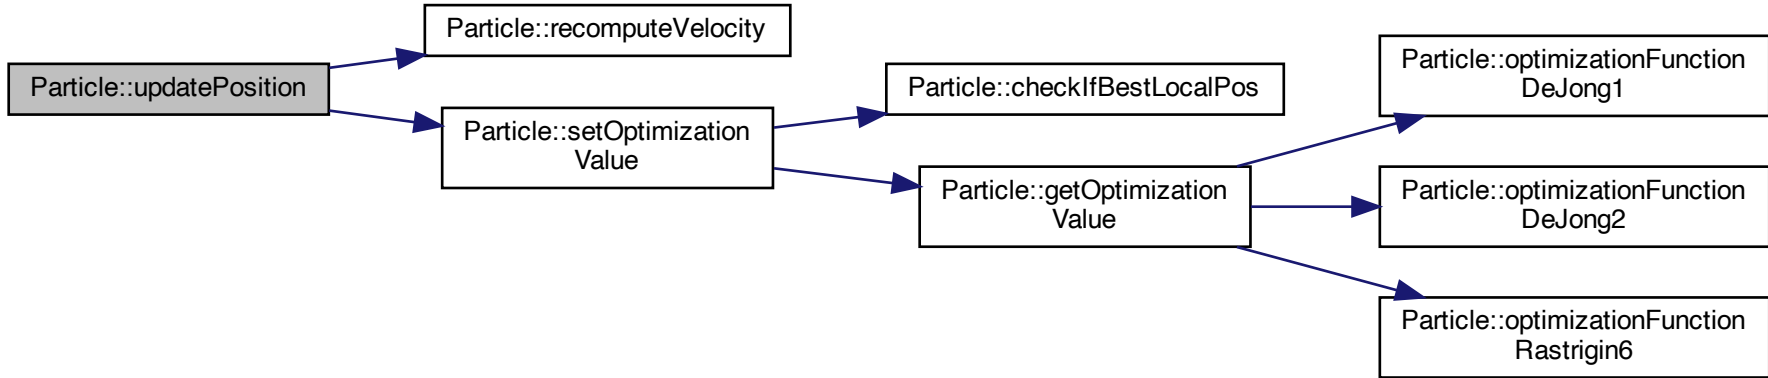 Particle::updatePosition
Particle::recomputeVelocity
Particle::setOptimization
Value
Particle::checkIfBestLocalPos
Particle::getOptimization
Value
Particle::optimizationFunction
DeJong1
Particle::optimizationFunction
DeJong2
Particle::optimizationFunction
Rastrigin6